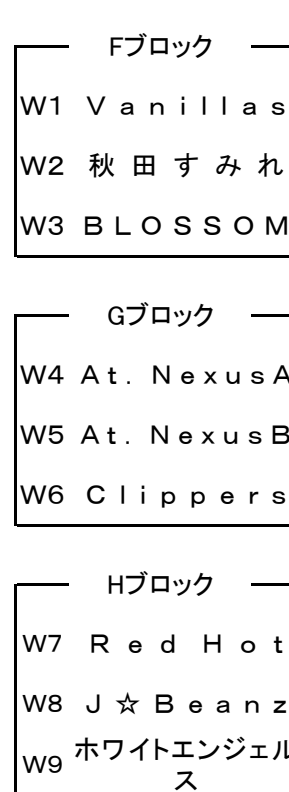 Fブロック
W1 Vanillas
W2 秋田すみれ
W3 BLOSSOM
Gブロック
W4 At. NexusA
W5 At. NexusB
W6 Clippers
Hブロック
W7 Red Hot
W8 J☆Beanz
W9 ホワイトエンジェル
ス